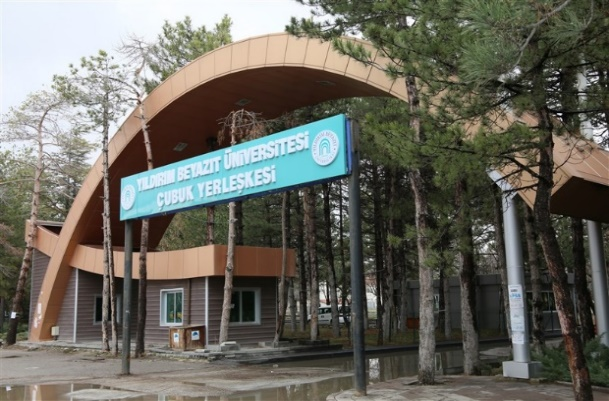 YILDIRIM BEYAZIT ÜNİVERSİTESİ
ÇUBUK YERLEŞKESİ